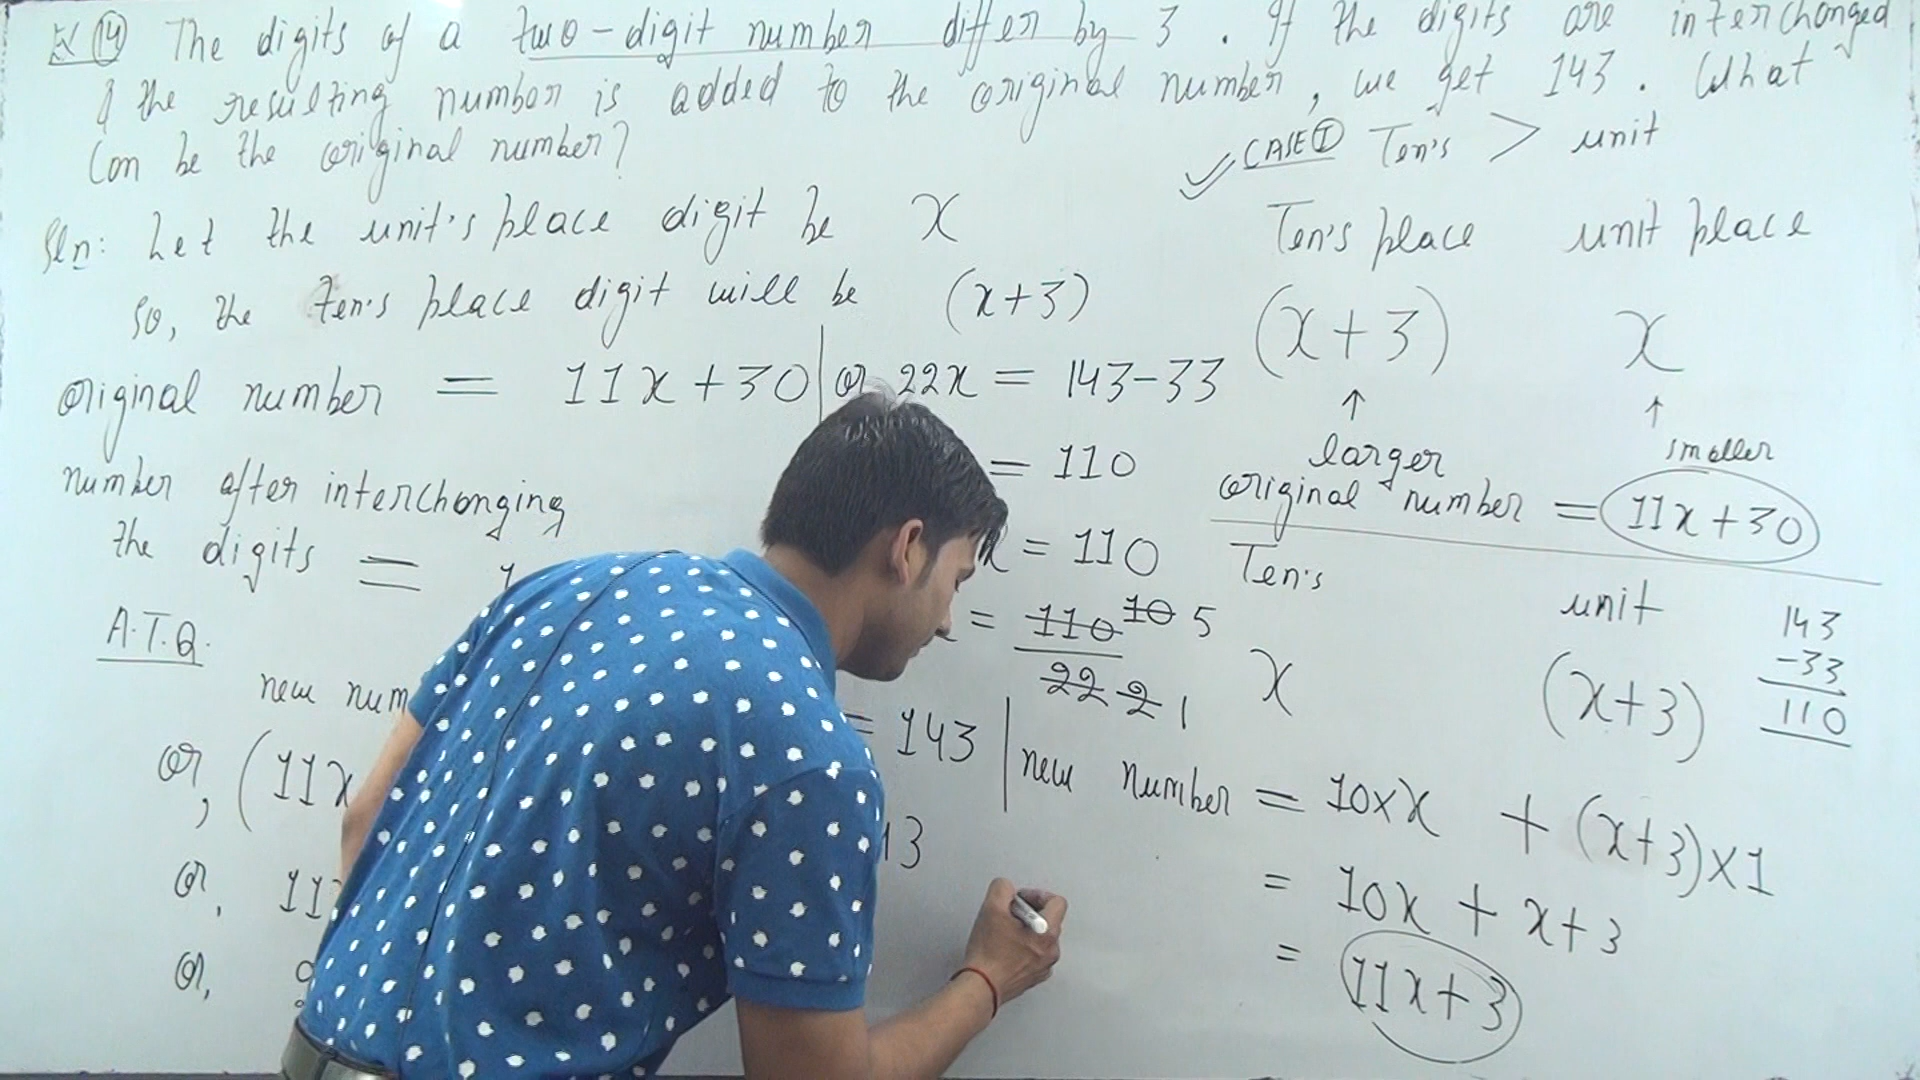 Ex (14) The digits of a two-digit number differ by 3. If the digits are interchanged
& the resulting number is added to the original number, we get 143. What
can be the original number?
Soln: Let the unit's place digit be x
So, the ten's place digit will be (x+3)
original number = 11x+30
number after interchanging
the digits =
A.T.Q.
new num
= 143
or, (11x
13
or, 11
or,
or 22x = 143-33
= 110
x = 110
= 110 10 5
22 2 1
CASE I Ten's > unit
Ten's place unit place
(x+3) x
↑ ↑
larger smaller
original number = 11x+30
Ten's unit
x (x+3)
143
-33
110
new number = 10×x + (x+3)×1
= 10x + x+3
= 11x+3